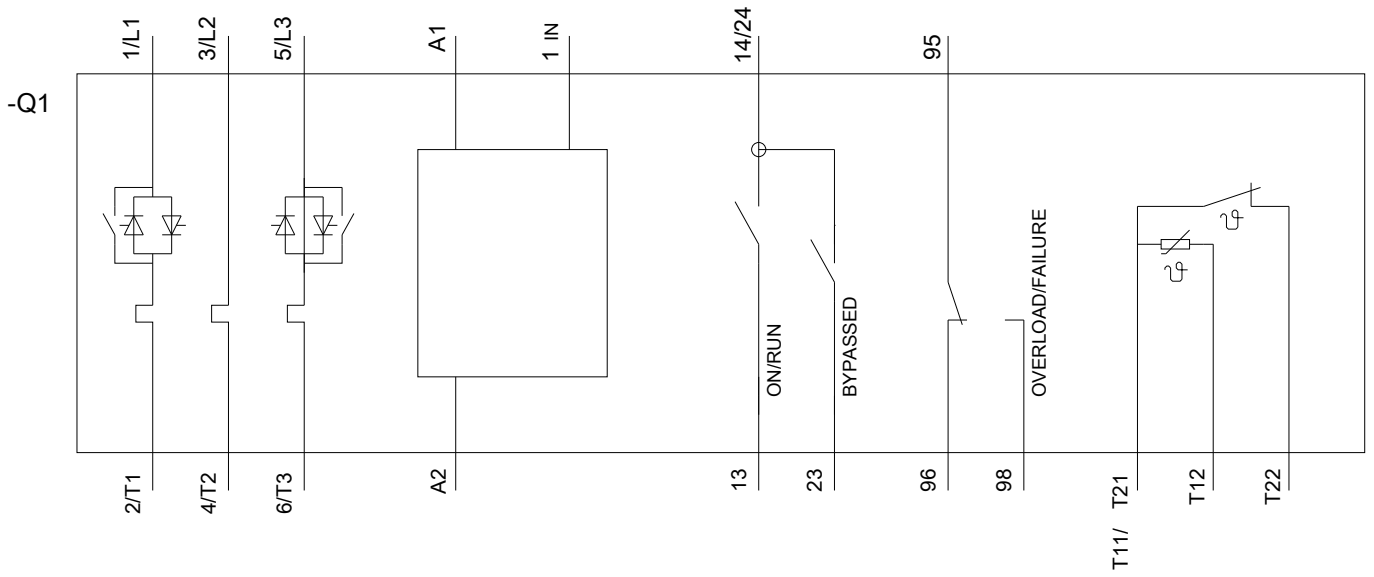 1/L1
3/L2
5/L3
A1
1 IN
14/24
95
-Q1
ϑ
ϑ
ON/RUN
BYPASSED
OVERLOAD/FAILURE
2/T1
4/T2
6/T3
A2
13
23
96
98
T11/ T21
T12
T22